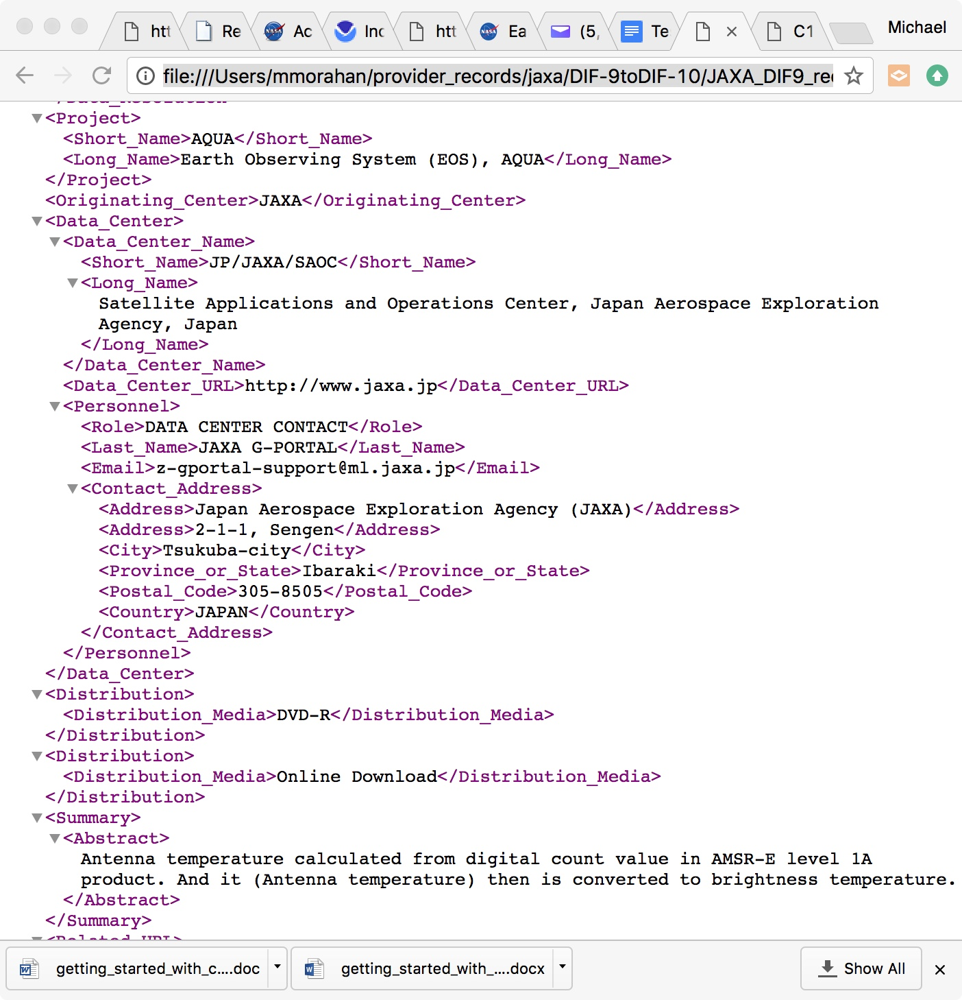 htt
Re
Ac
Inc
htt
Ea
(5,
Te
C1
Michael
file:///Users/mmorahan/provider_records/jaxa/DIF-9toDIF-10/JAXA_DIF9_rec
<Project>
<Short_Name>AQUA</Short_Name>
<Long_Name>Earth Observing System (EOS), AQUA</Long_Name>
</Project>
<Originating_Center>JAXA</Originating_Center>
<Data_Center>
<Data_Center_Name>
<Short_Name>JP/JAXA/SAOC</Short_Name>
<Long_Name>
Satellite Applications and Operations Center, Japan Aerospace Exploration
Agency, Japan
</Long_Name>
</Data_Center_Name>
<Data_Center_URL>http://www.jaxa.jp</Data_Center_URL>
<Personnel>
<Role>DATA CENTER CONTACT</Role>
<Last_Name>JAXA G-PORTAL</Last_Name>
<Email>z-gportal-support@ml.jaxa.jp</Email>
<Contact_Address>
<Address>Japan Aerospace Exploration Agency (JAXA)</Address>
<Address>2-1-1, Sengen</Address>
<City>Tsukuba-city</City>
<Province_or_State>Ibaraki</Province_or_State>
<Postal_Code>305-8505</Postal_Code>
<Country>JAPAN</Country>
</Contact_Address>
</Personnel>
</Data_Center>
<Distribution>
<Distribution_Media>DVD-R</Distribution_Media>
</Distribution>
<Distribution>
<Distribution_Media>Online Download</Distribution_Media>
</Distribution>
<Summary>
<Abstract>
Antenna temperature calculated from digital count value in AMSR-E level 1A
product. And it (Antenna temperature) then is converted to brightness temperature.
</Abstract>
</Summary>
<Related_URL>
getting_started_with_c....doc
getting_started_with_....docx
Show All